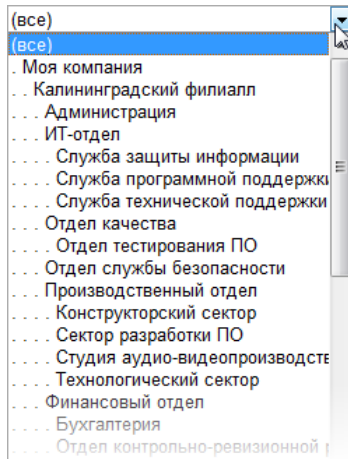 (все)
(все)
. Моя компания
. . Калининградский филиалл
. . . Администрация
. . . ИТ-отдел
. . . . Служба защиты информации
. . . . Служба программной поддержки
. . . . Служба технической поддержки
. . . Отдел качества
. . . . Отдел тестирования ПО
. . . Отдел службы безопасности
. . . Производственный отдел
. . . . Конструкторский сектор
. . . . Сектор разработки ПО
. . . . Студия аудио-видеопроизводств
. . . . Технологический сектор
. . . Финансовый отдел
. . . . Бухгалтерия
. . . . Отдел контрольно-ревизионной р